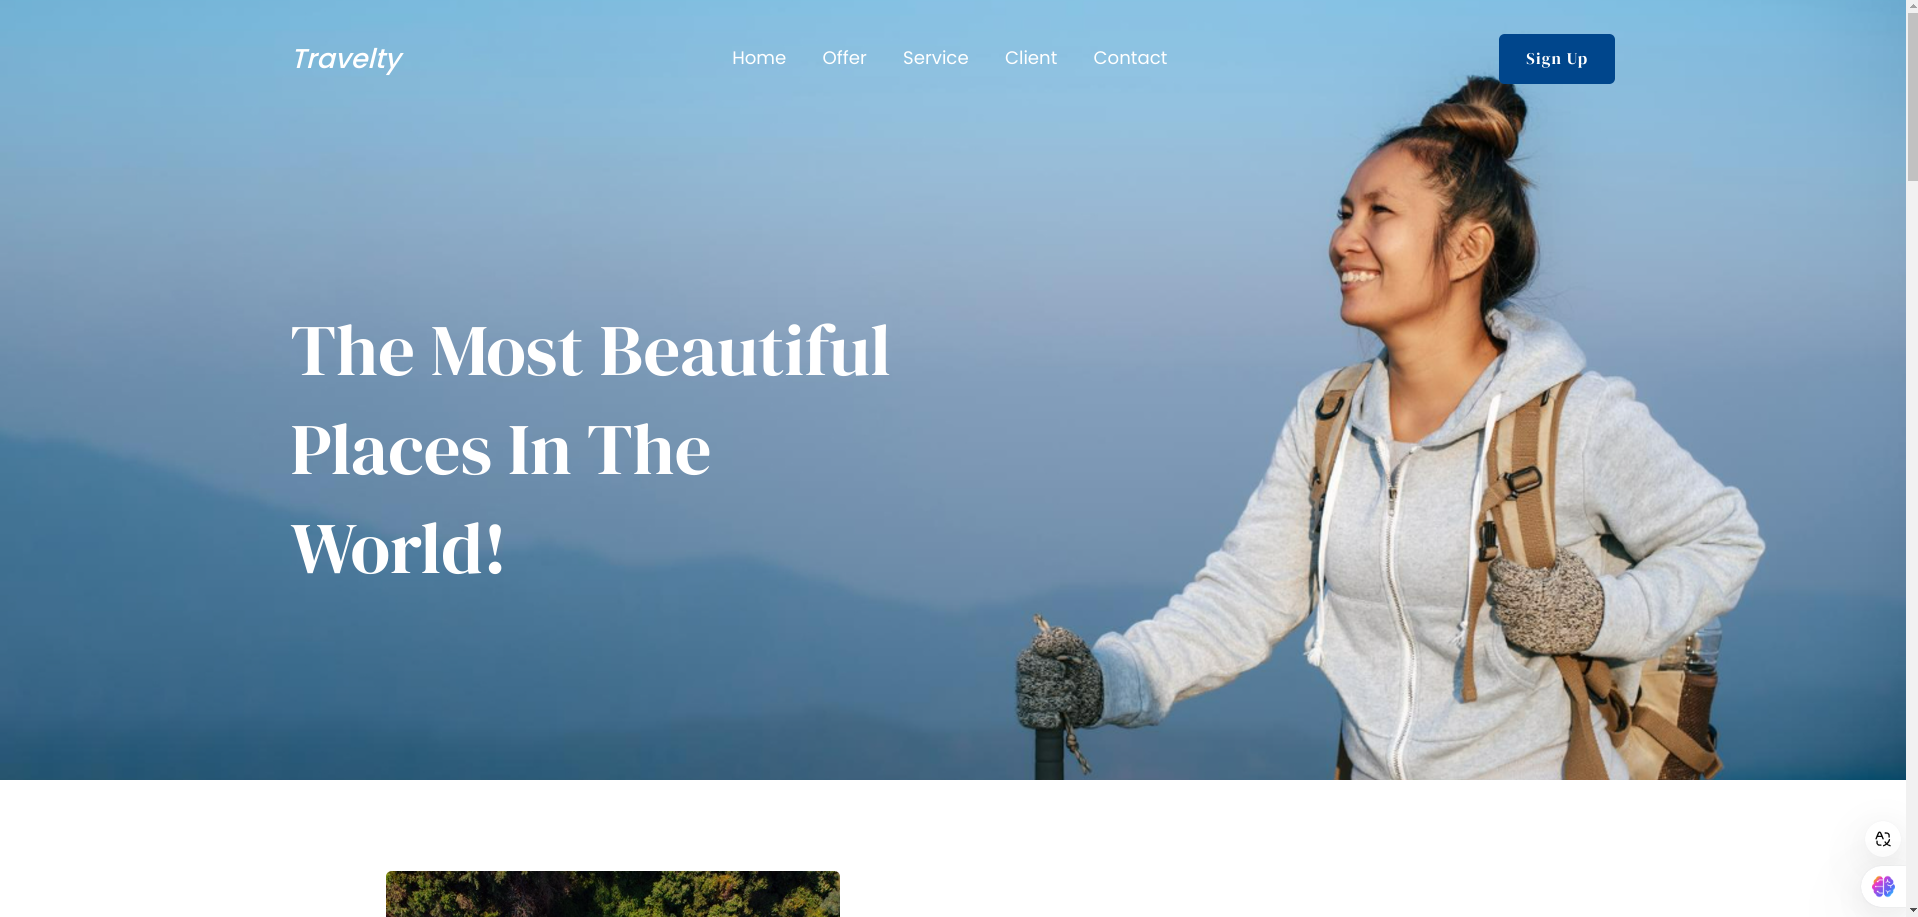 Travelty
Home Offer Service Client Contact
Sign Up
The Most Beautiful
Places In The
World!